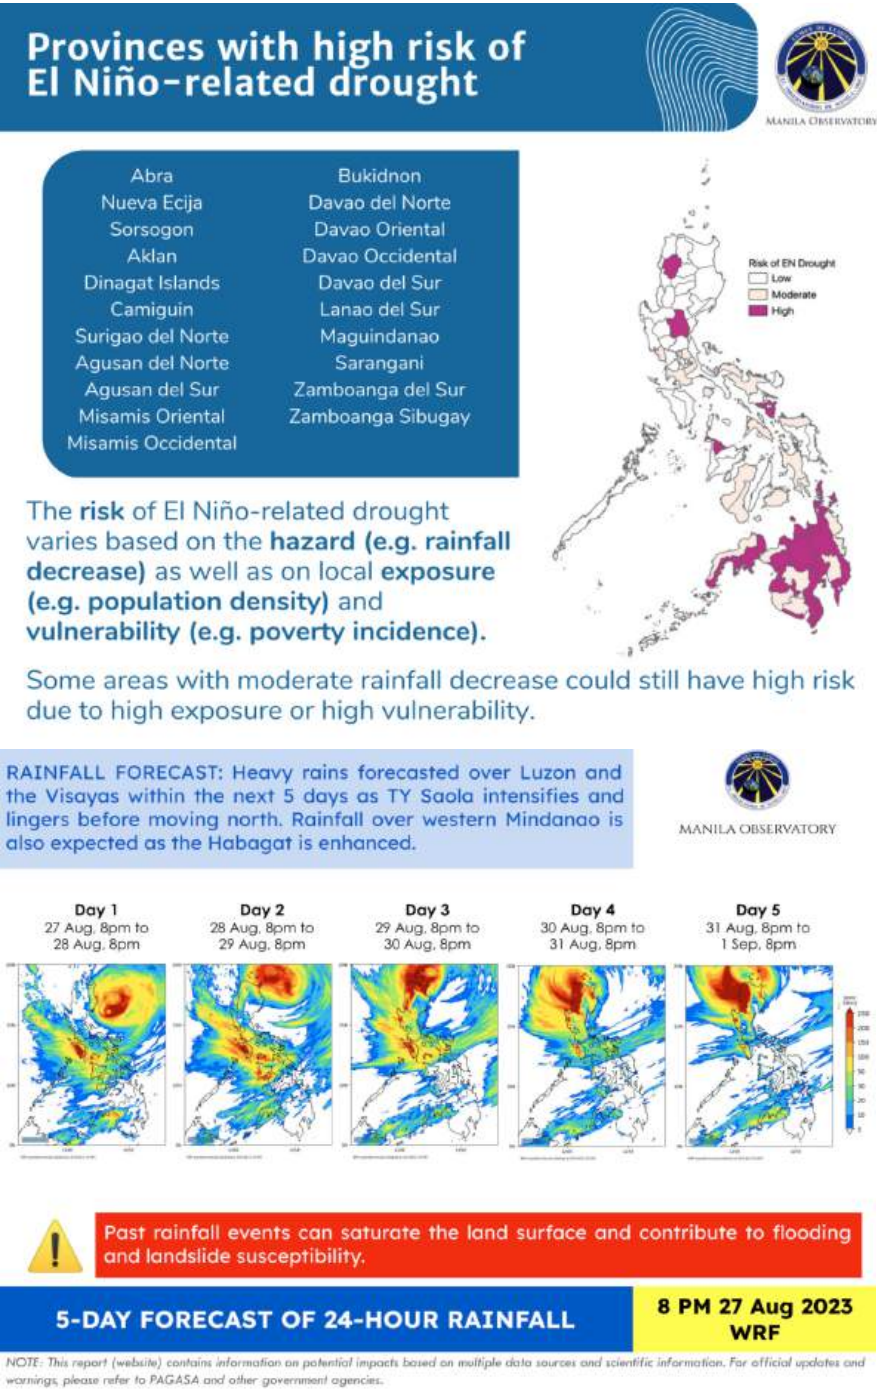 Provinces with high risk of
El Niño-related drought
MANILA OBSERVATORY
Abra
Nueva Ecija
Sorsogon
Aklan
Dinagat Islands
Camiguin
Surigao del Norte
Agusan del Norte
Agusan del Sur
Misamis Oriental
Misamis Occidental
Bukidnon
Davao del Norte
Davao Oriental
Davao Occidental
Davao del Sur
Lanao del Sur
Maguindanao
Sarangani
Zamboanga del Sur
Zamboanga Sibugay
Risk of EN Drought
Low
Moderate
High
The risk of El Niño-related drought
varies based on the hazard (e.g. rainfall
decrease) as well as on local exposure
(e.g. population density) and
vulnerability (e.g. poverty incidence).
Some areas with moderate rainfall decrease could still have high risk
due to high exposure or high vulnerability.
RAINFALL FORECAST: Heavy rains forecasted over Luzon and
the Visayas within the next 5 days as TY Saola intensifies and
lingers before moving north. Rainfall over western Mindanao is
also expected as the Habagat is enhanced.
MANILA OBSERVATORY
Day 1
27 Aug, 8pm to
28 Aug, 8pm
Day 2
28 Aug, 8pm to
29 Aug, 8pm
Day 3
29 Aug, 8pm to
30 Aug, 8pm
Day 4
30 Aug, 8pm to
31 Aug, 8pm
Day 5
31 Aug, 8pm to
1 Sep, 8pm
Past rainfall events can saturate the land surface and contribute to flooding
and landslide susceptibility.
5-DAY FORECAST OF 24-HOUR RAINFALL
8 PM 27 Aug 2023
WRF
NOTE: This report (website) contains information on potential impacts based on multiple data sources and scientific information. For official updates and
warnings, please refer to PAGASA and other government agencies.